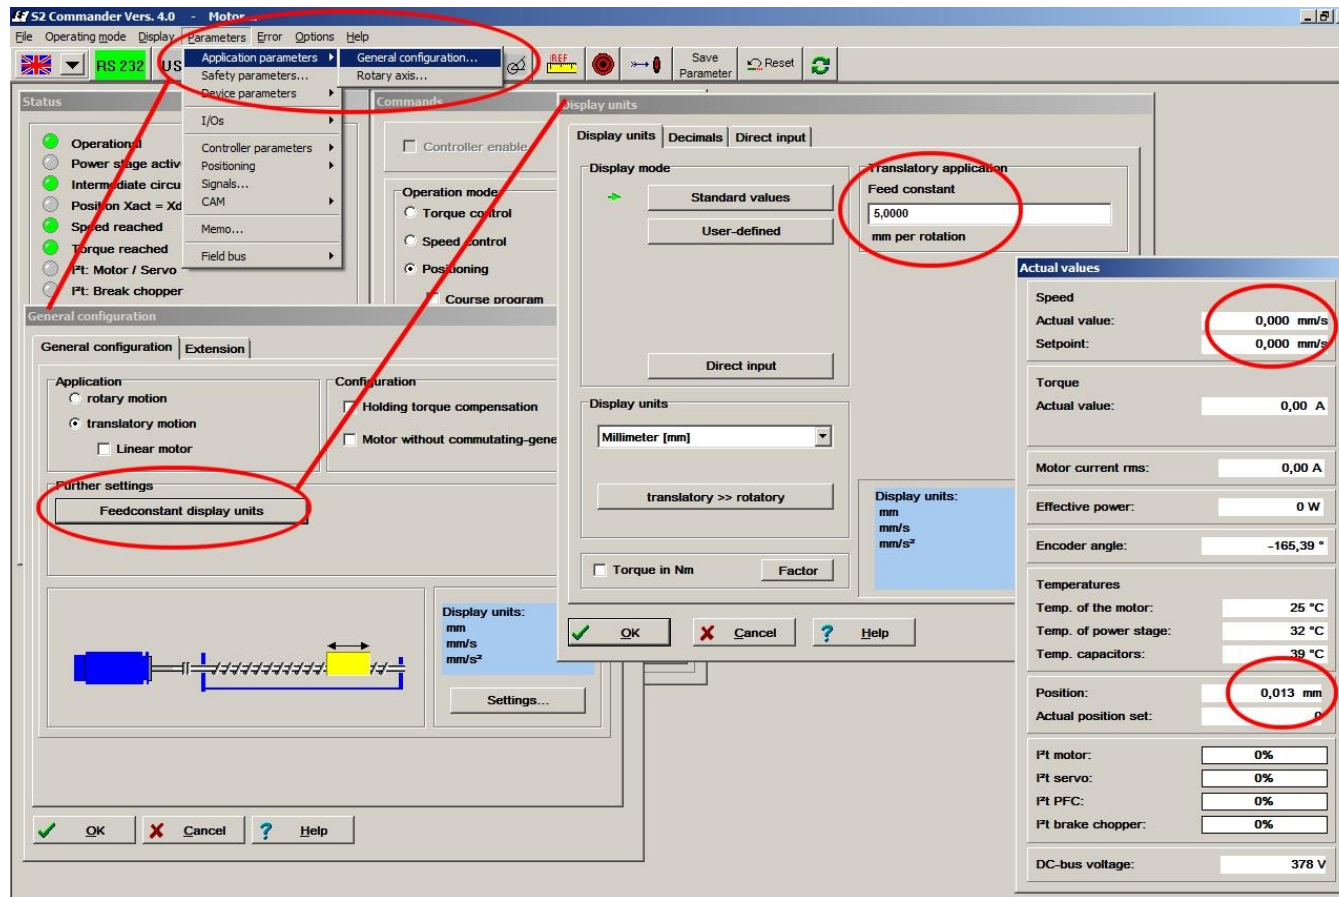 S2 Commander Vers. 4.0 - Motor
File Operating mode Display Parameters Error Options Help
RS 232 US
REF
Save
Parameter
Reset
Application parameters
Safety parameters...
Device parameters
I/Os
Controller parameters
Positioning
Signals...
CAM
Memo...
Field bus
General configuration...
Rotary axis...
Status
Operational
Power stage activ
Intermediate circu
Position Xact = Xd
Speed reached
Torque reached
I²t: Motor / Servo
I²t: Break chopper
Commands
Controller enable
Operation mode
Torque control
Speed control
Positioning
Course program
General configuration
General configuration Extension
Application
rotary motion
translatory motion
Linear motor
Configuration
Holding torque compensation
Motor without commutating-gene
Further settings
Feedconstant display units
Display units:
mm
mm/s
mm/s²
Settings...
OK Cancel Help
Display units
Display units Decimals Direct input
Display mode
Standard values
User-defined
Direct input
Translatory application
Feed constant
5,0000
mm per rotation
Display units
Millimeter [mm]
translatory >> rotatory
Torque in Nm Factor
Display units:
mm
mm/s
mm/s²
OK Cancel Help
Actual values
Speed
Actual value: 0,000 mm/s
Setpoint: 0,000 mm/s
Torque
Actual value: 0,00 A
Motor current rms: 0,00 A
Effective power: 0 W
Encoder angle: -165,39 °
Temperatures
Temp. of the motor: 25 °C
Temp. of power stage: 32 °C
Temp. capacitors: 39 °C
Position: 0,013 mm
Actual position set: 0
I²t motor: 0%
I²t servo: 0%
I²t PFC: 0%
I²t brake chopper: 0%
DC-bus voltage: 378 V